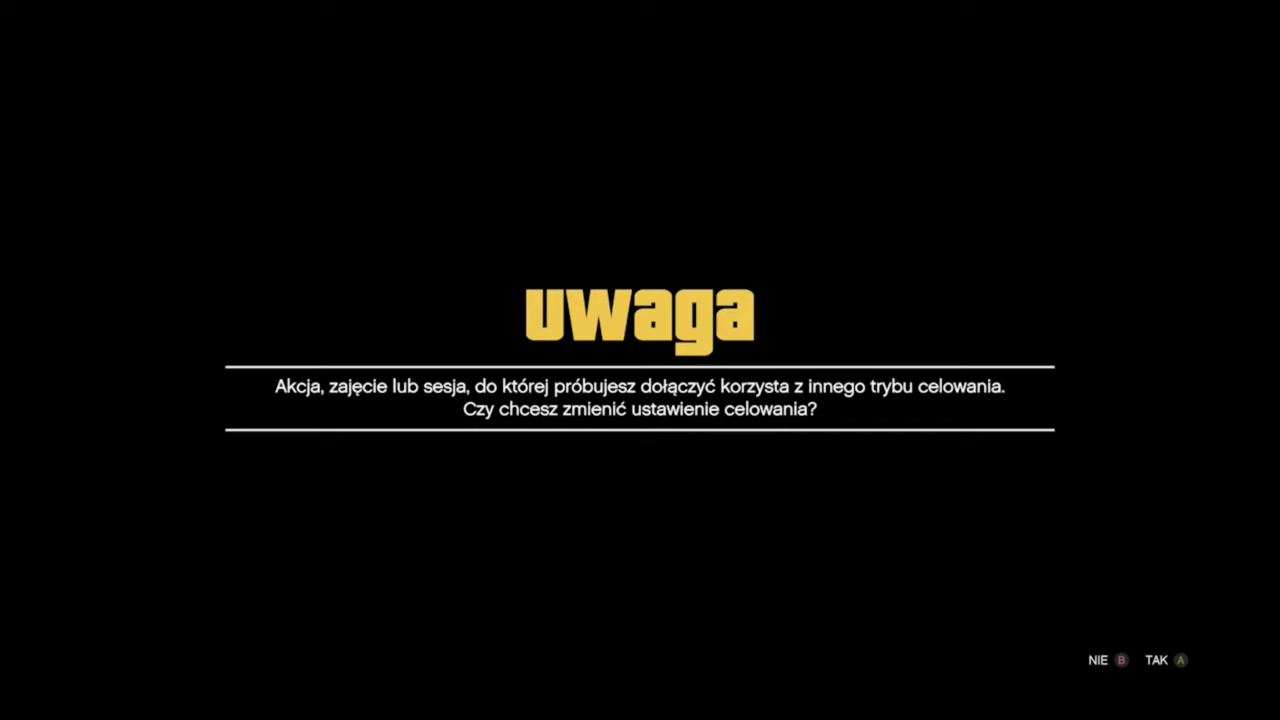 uwaga
Akcja, zajęcie lub sesja, do której próbujesz dołączyć korzysta z innego trybu celowania.
Czy chcesz zmienić ustawienie celowania?
NIE B TAK A